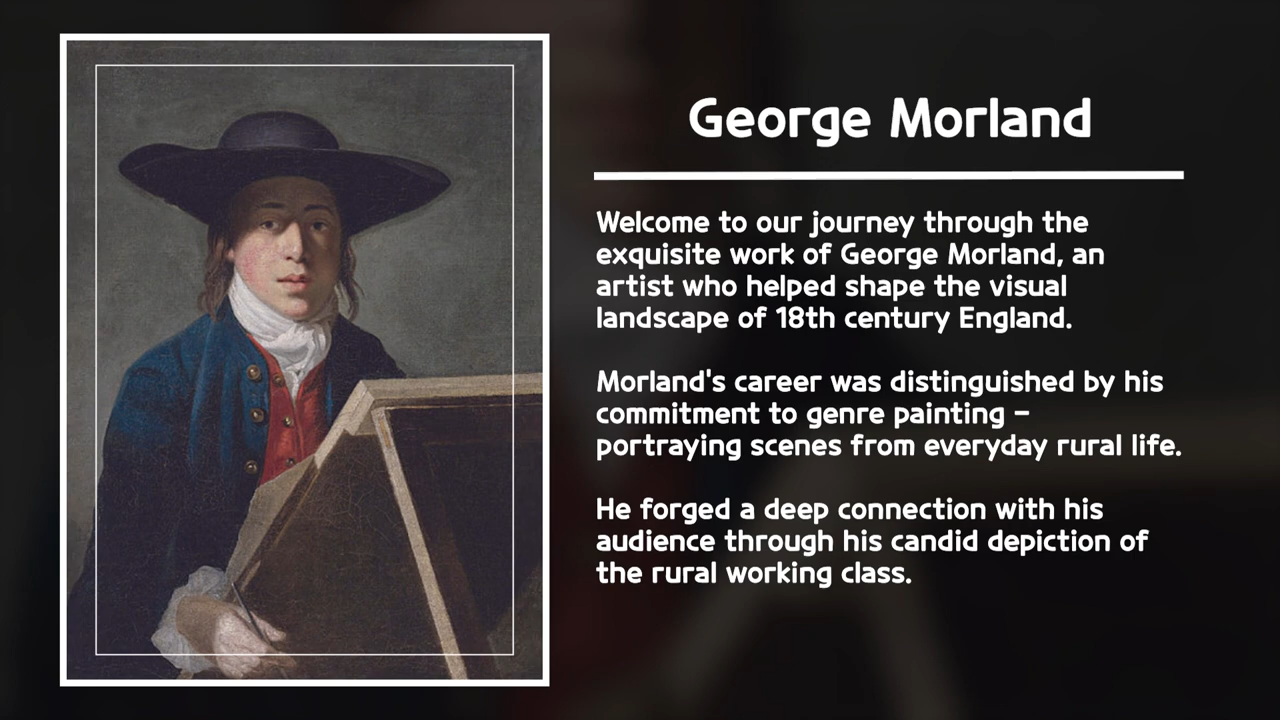 George Morland
Welcome to our journey through the
exquisite work of George Morland, an
artist who helped shape the visual
landscape of 18th century England.
Morland's career was distinguished by his
commitment to genre painting –
portraying scenes from everyday rural life.
He forged a deep connection with his
audience through his candid depiction of
the rural working class.